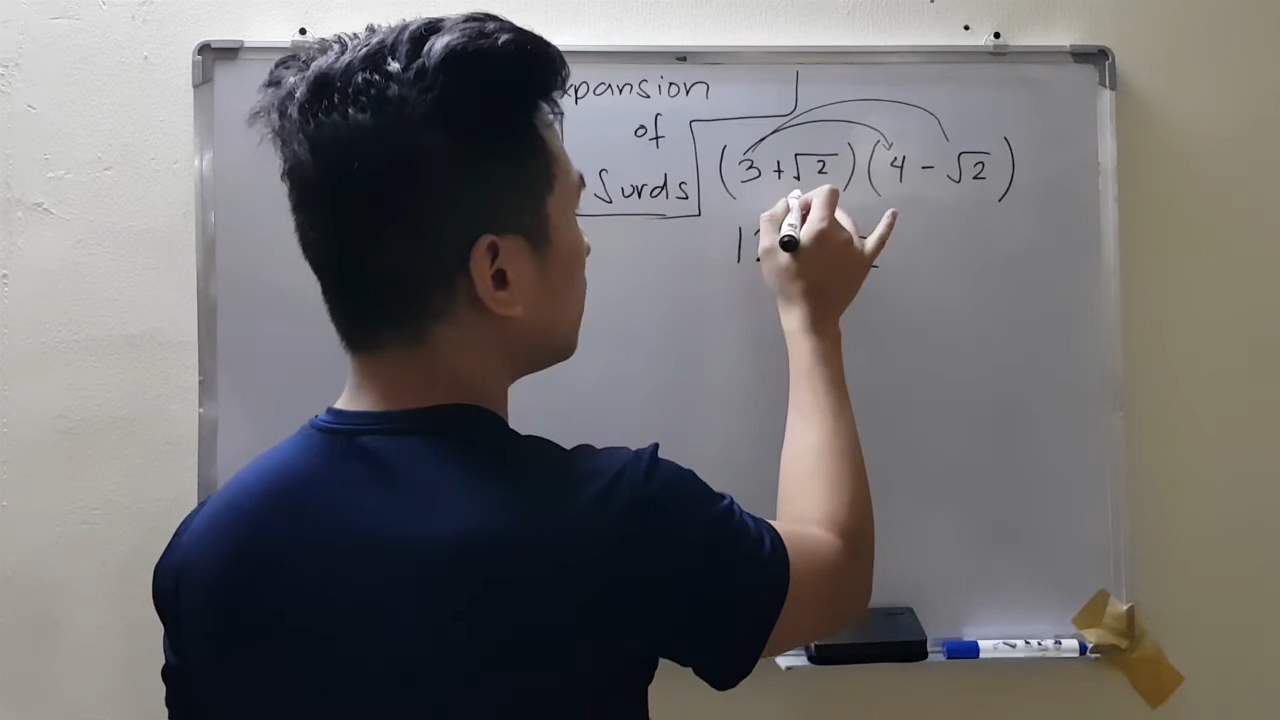 xpansion
of
Surds
(3+√2)(4-√2)